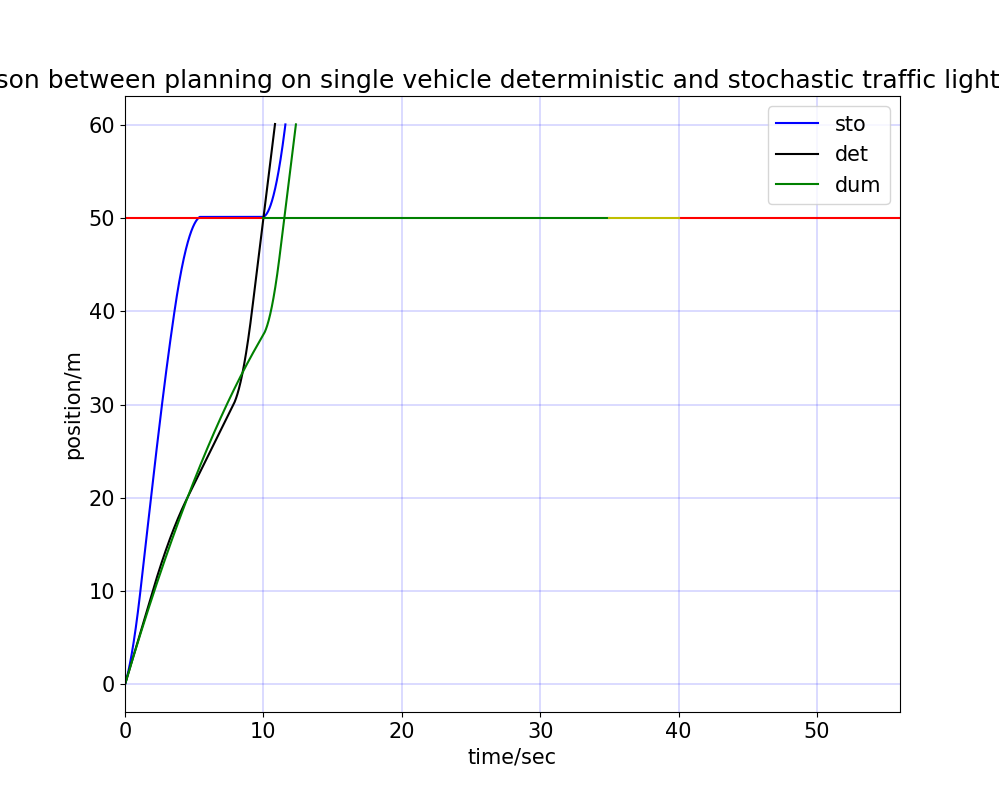 son between planning on single vehicle deterministic and stochastic traffic light
sto
det
dum
60
50
40
30
20
10
0
position/m
0 10 20 30 40 50
time/sec